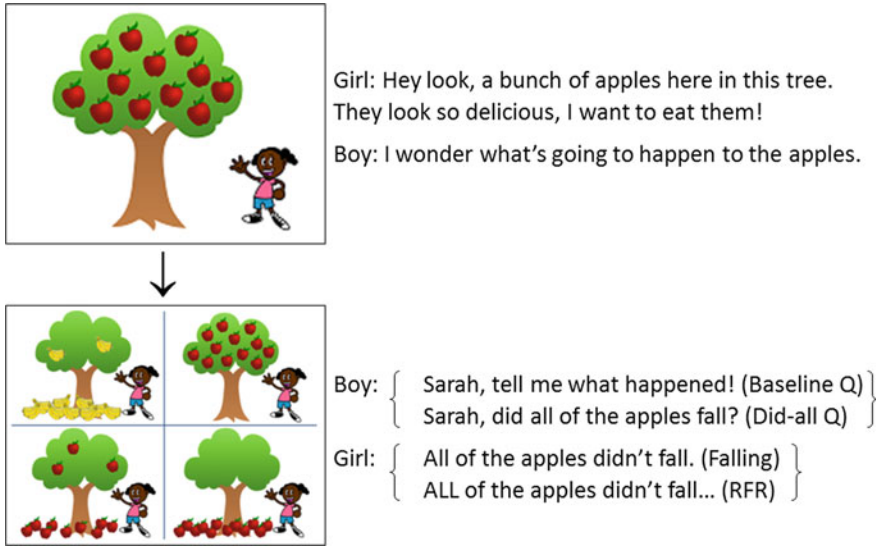 Girl: Hey look, a bunch of apples here in this tree.
They look so delicious, I want to eat them!
Boy: I wonder what's going to happen to the apples.
Boy: { Sarah, tell me what happened! (Baseline Q) }
Sarah, did all of the apples fall? (Did-all Q)
Girl: { All of the apples didn't fall. (Falling) }
ALL of the apples didn't fall... (RFR)